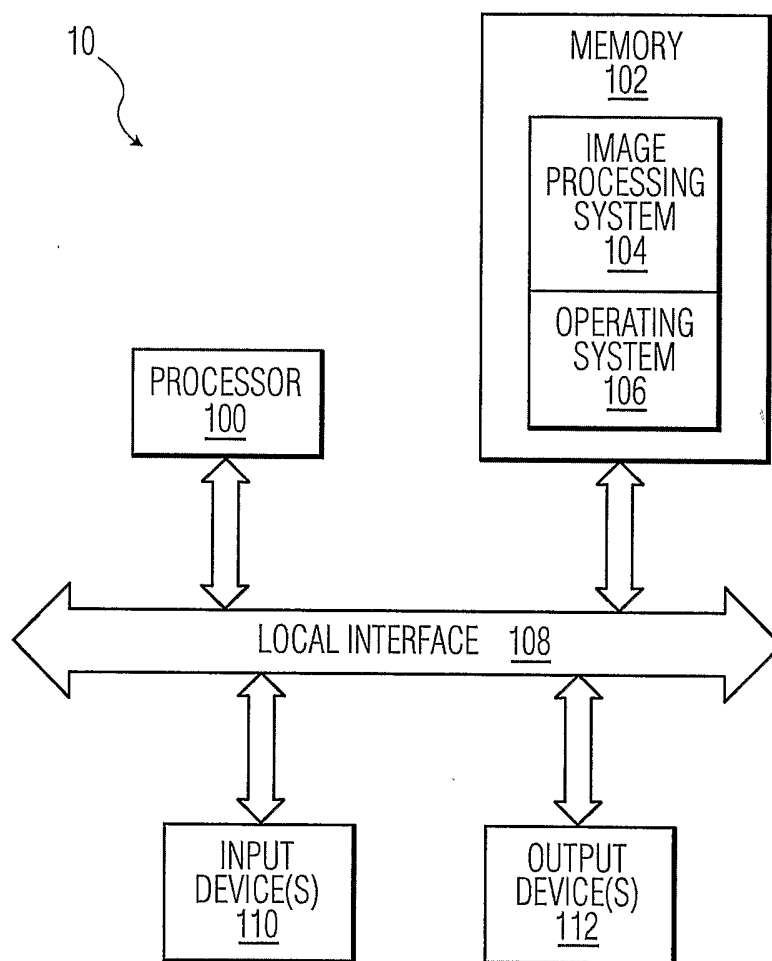 10
MEMORY
102
IMAGE
PROCESSING
SYSTEM
104
OPERATING
SYSTEM
106
PROCESSOR
100
LOCAL INTERFACE 108
INPUT
DEVICE(S)
110
OUTPUT
DEVICE(S)
112